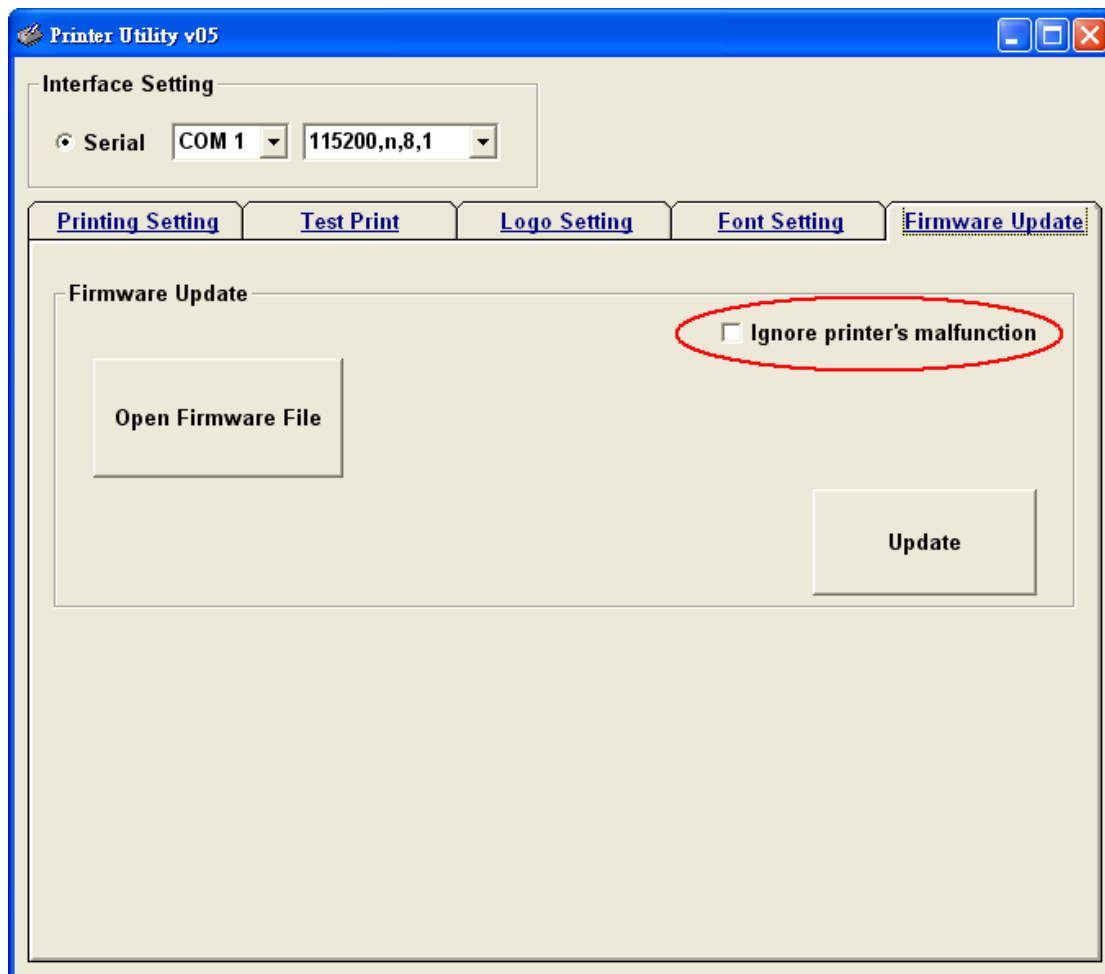 Printer Utility v05
Interface Setting
Serial COM 1 115200,n,8,1
Printing Setting Test Print Logo Setting Font Setting Firmware Update
Firmware Update
Ignore printer's malfunction
Open Firmware File
Update